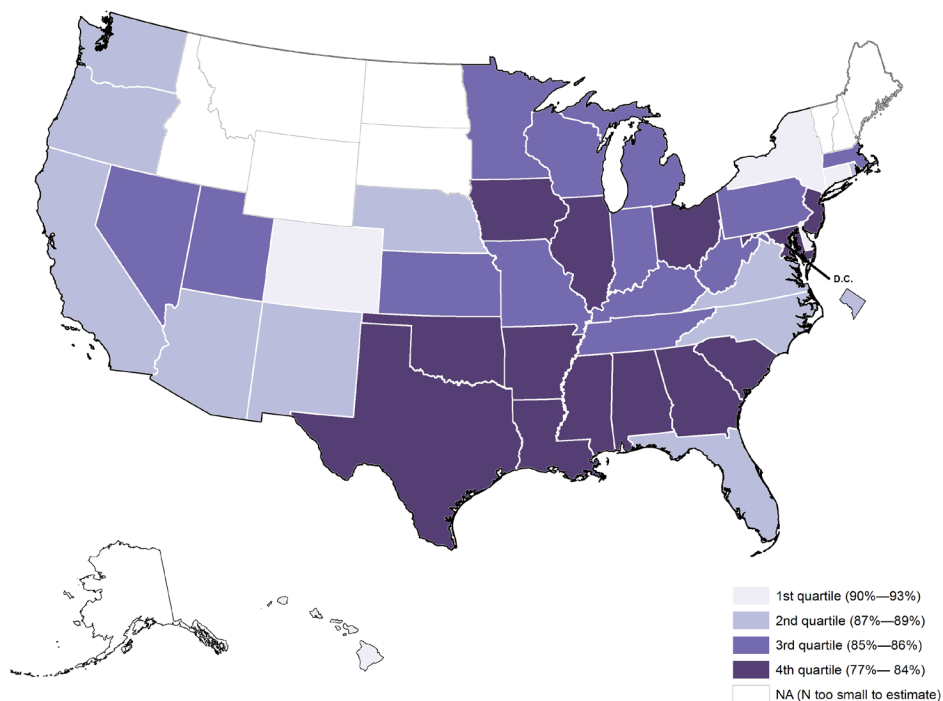 D.C.
1st quartile (90%—93%)
2nd quartile (87%—89%)
3rd quartile (85%—86%)
4th quartile (77%— 84%)
NA (N too small to estimate)